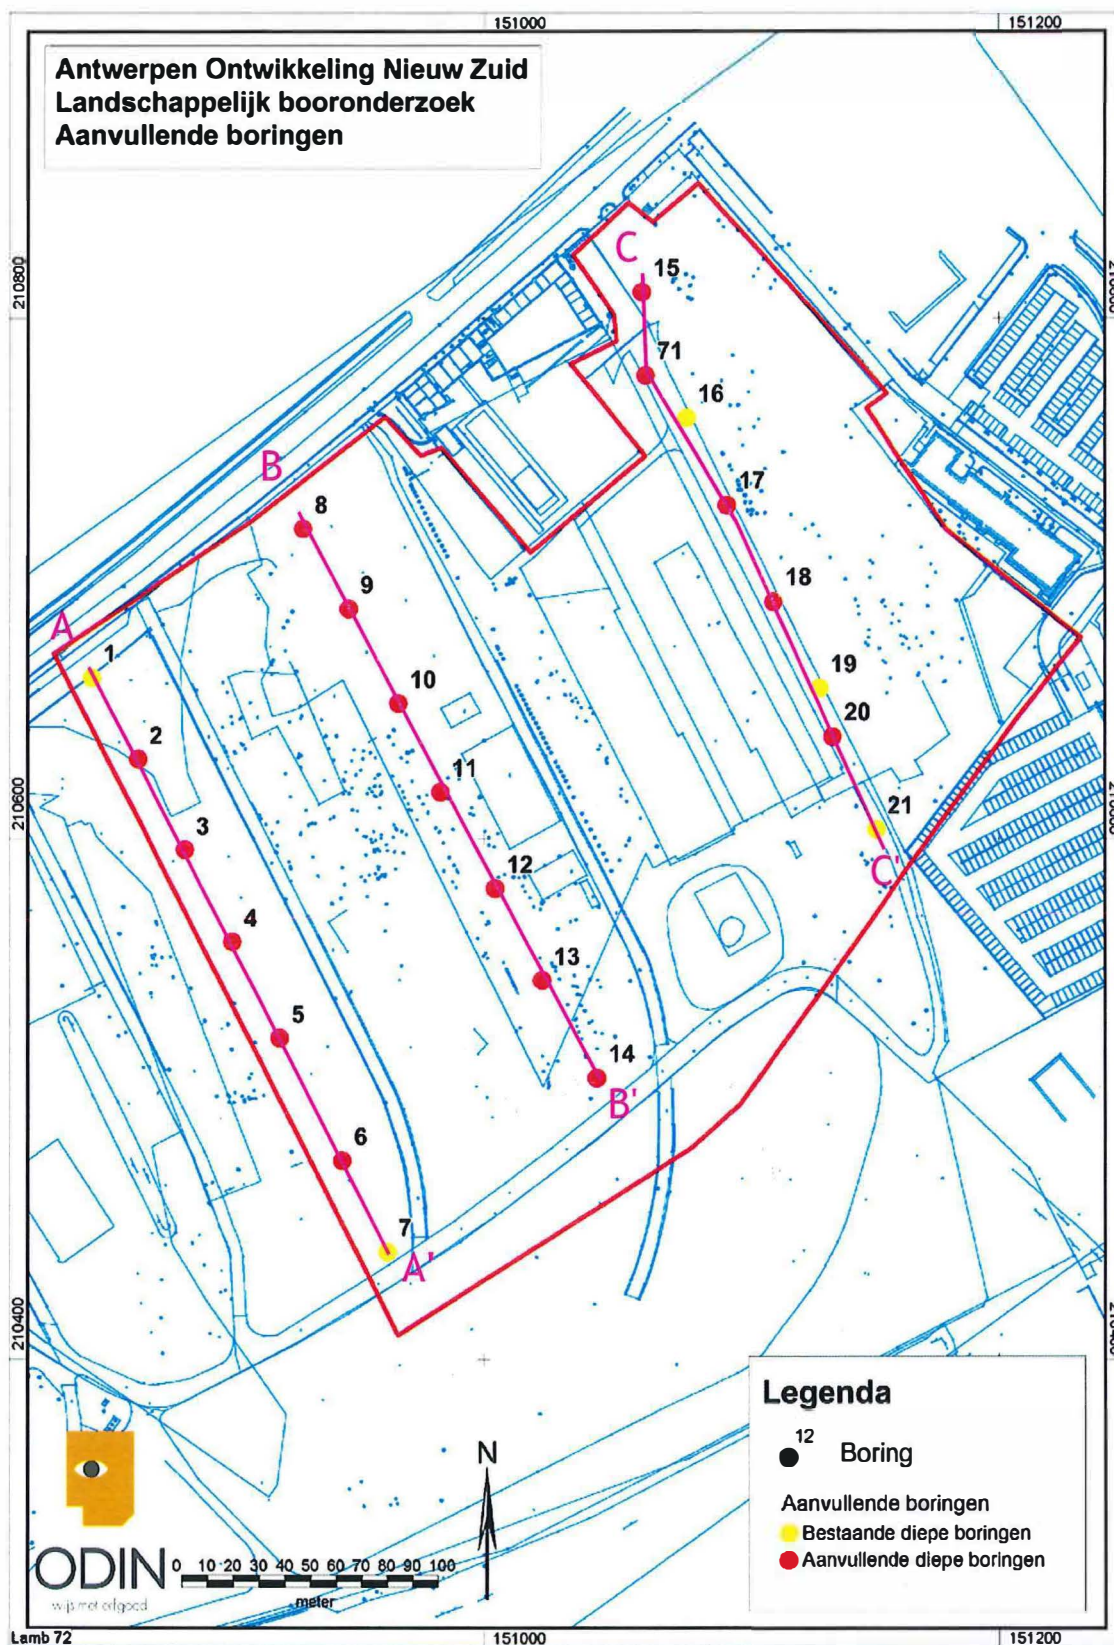 151000
151200
Antwerpen Ontwikkeling Nieuw Zuid
Landschappelijk booronderzoek
Aanvullende boringen
210800
C
15
71
16
B
8
17
9
18
A
1
10
19
2
20
11
210600
21
3
C'
12
4
13
5
14
B'
6
7
A'
210400
Legenda
12
Boring
Aanvullende boringen
Bestaande diepe boringen
Aanvullende diepe boringen
N
ODIN
wijs met erfgoed
0 10 20 30 40 50 60 70 80 90 100
meter
Lamb 72
151000
151200